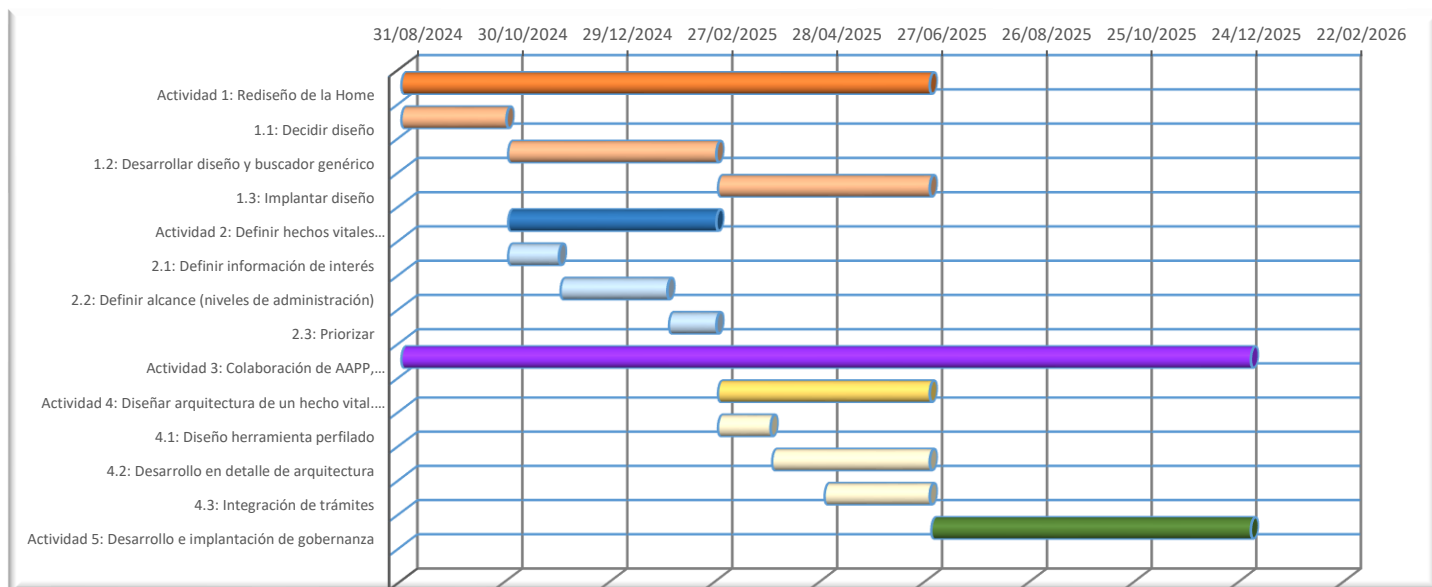 31/08/2024 30/10/2024 29/12/2024 27/02/2025 28/04/2025 27/06/2025 26/08/2025 25/10/2025 24/12/2025 22/02/2026
Actividad 1: Rediseño de la Home
1.1: Decidir diseño
1.2: Desarrollar diseño y buscador genérico
1.3: Implantar diseño
Actividad 2: Definir hechos vitales…
2.1: Definir información de interés
2.2: Definir alcance (niveles de administración)
2.3: Priorizar
Actividad 3: Colaboración de AAPP,…
Actividad 4: Diseñar arquitectura de un hecho vital.…
4.1: Diseño herramienta perfilado
4.2: Desarrollo en detalle de arquitectura
4.3: Integración de trámites
Actividad 5: Desarrollo e implantación de gobernanza